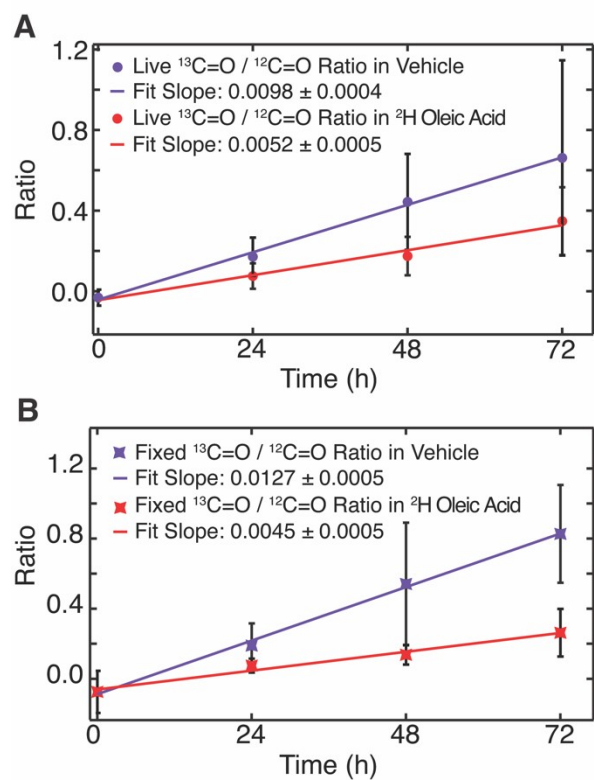 A
1.2
Live ¹³C=O / ¹²C=O Ratio in Vehicle
Fit Slope: 0.0098 ± 0.0004
Live ¹³C=O / ¹²C=O Ratio in ²H Oleic Acid
Fit Slope: 0.0052 ± 0.0005
0.8
Ratio
0.4
0.0
0 24 48 72
Time (h)
B
Fixed ¹³C=O / ¹²C=O Ratio in Vehicle
1.2
Fit Slope: 0.0127 ± 0.0005
Fixed ¹³C=O / ¹²C=O Ratio in ²H Oleic Acid
Fit Slope: 0.0045 ± 0.0005
0.8
Ratio
0.4
0.0
0 24 48 72
Time (h)